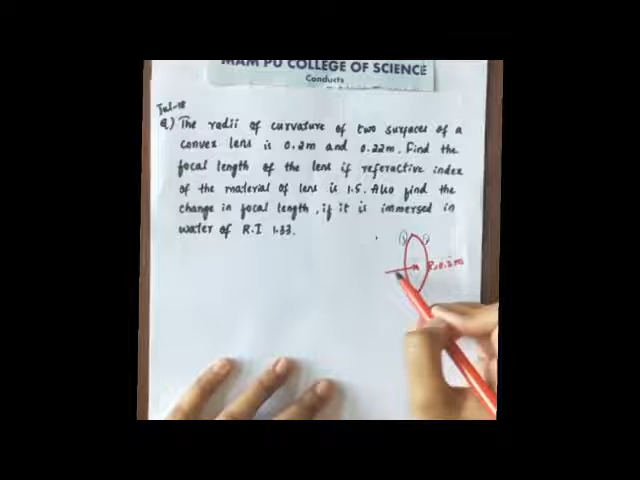 MAM PU COLLEGE OF SCIENCE
Conducts
Jul-18
Q) The radii of curvature of two surfaces of a
convex lens is 0.2m and 0.22m. Find the
focal length of the lens if referactive index
of the material of lens is 1.5. Also find the
change in focal length, if it is immersed in
water of R.I 1.33.
① ②
R₁=0.2m